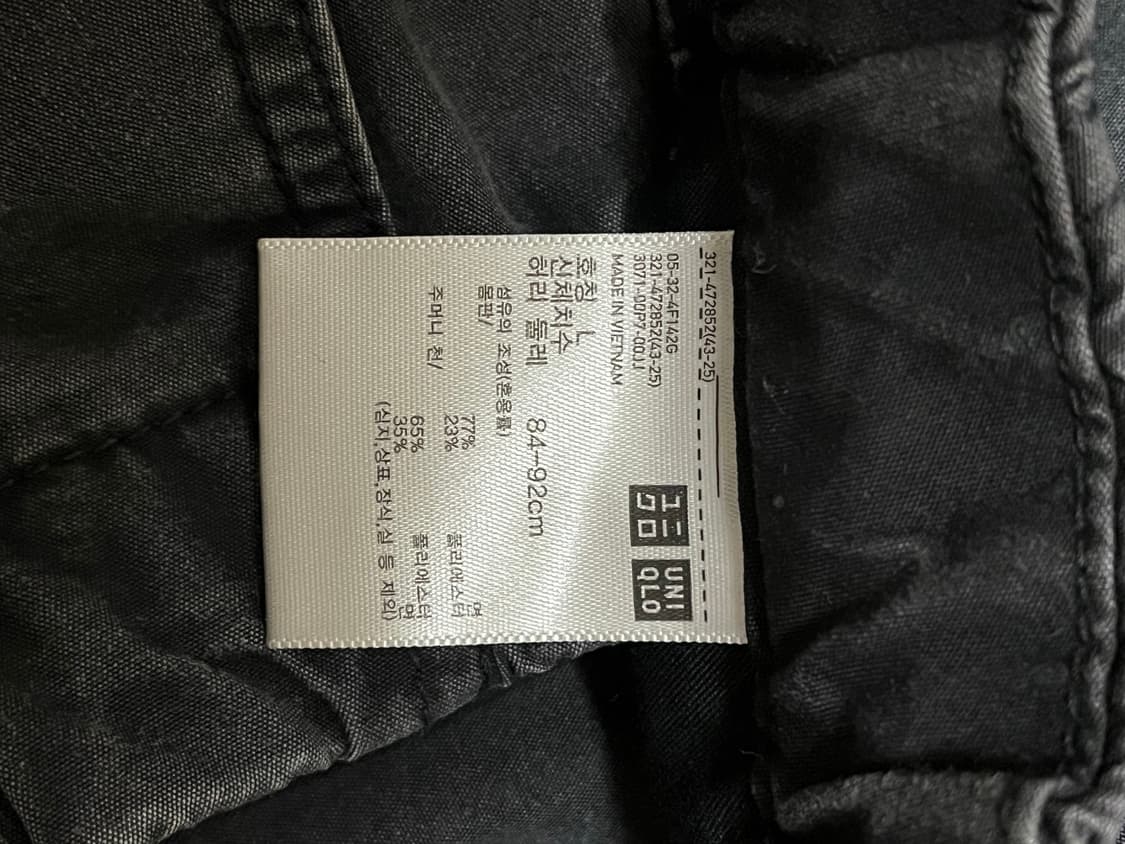 321-472852(43-25)
ユニ
クロ
UNI
QLO
05-32-4F142G
321-472852(43-25)
3071-00P7-00JJ
MADE IN VIETNAM
호칭 L
신체치수
허리 둘레 84-92cm
섬유의 조성(혼용률)
몸판/ 77% 면
23% 폴리에스터
주머니 천/ 65% 폴리에스터
35% 면
(심지,상표,장식,실 등 제외)